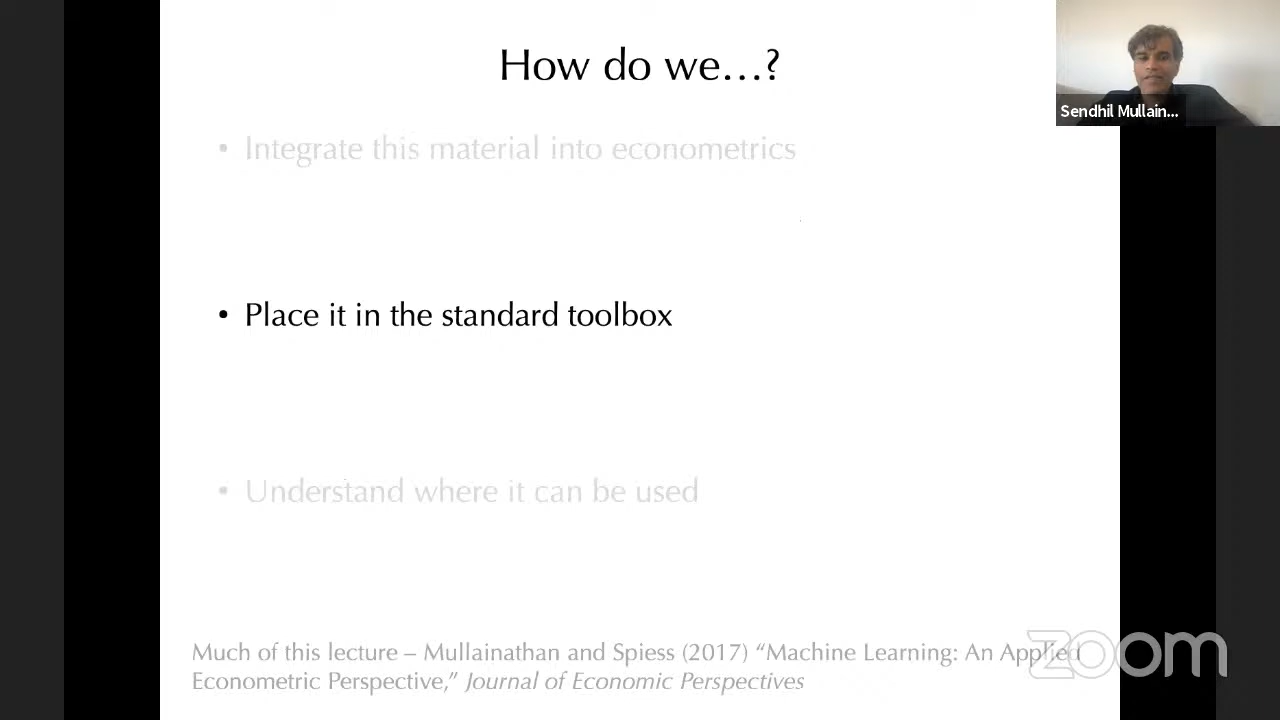 How do we…?
Sendhil Mullain...
• Integrate this material into econometrics
• Place it in the standard toolbox
• Understand where it can be used
Much of this lecture – Mullainathan and Spiess (2017) “Machine Learning: An Applied
Econometric Perspective,” Journal of Economic Perspectives
zoom